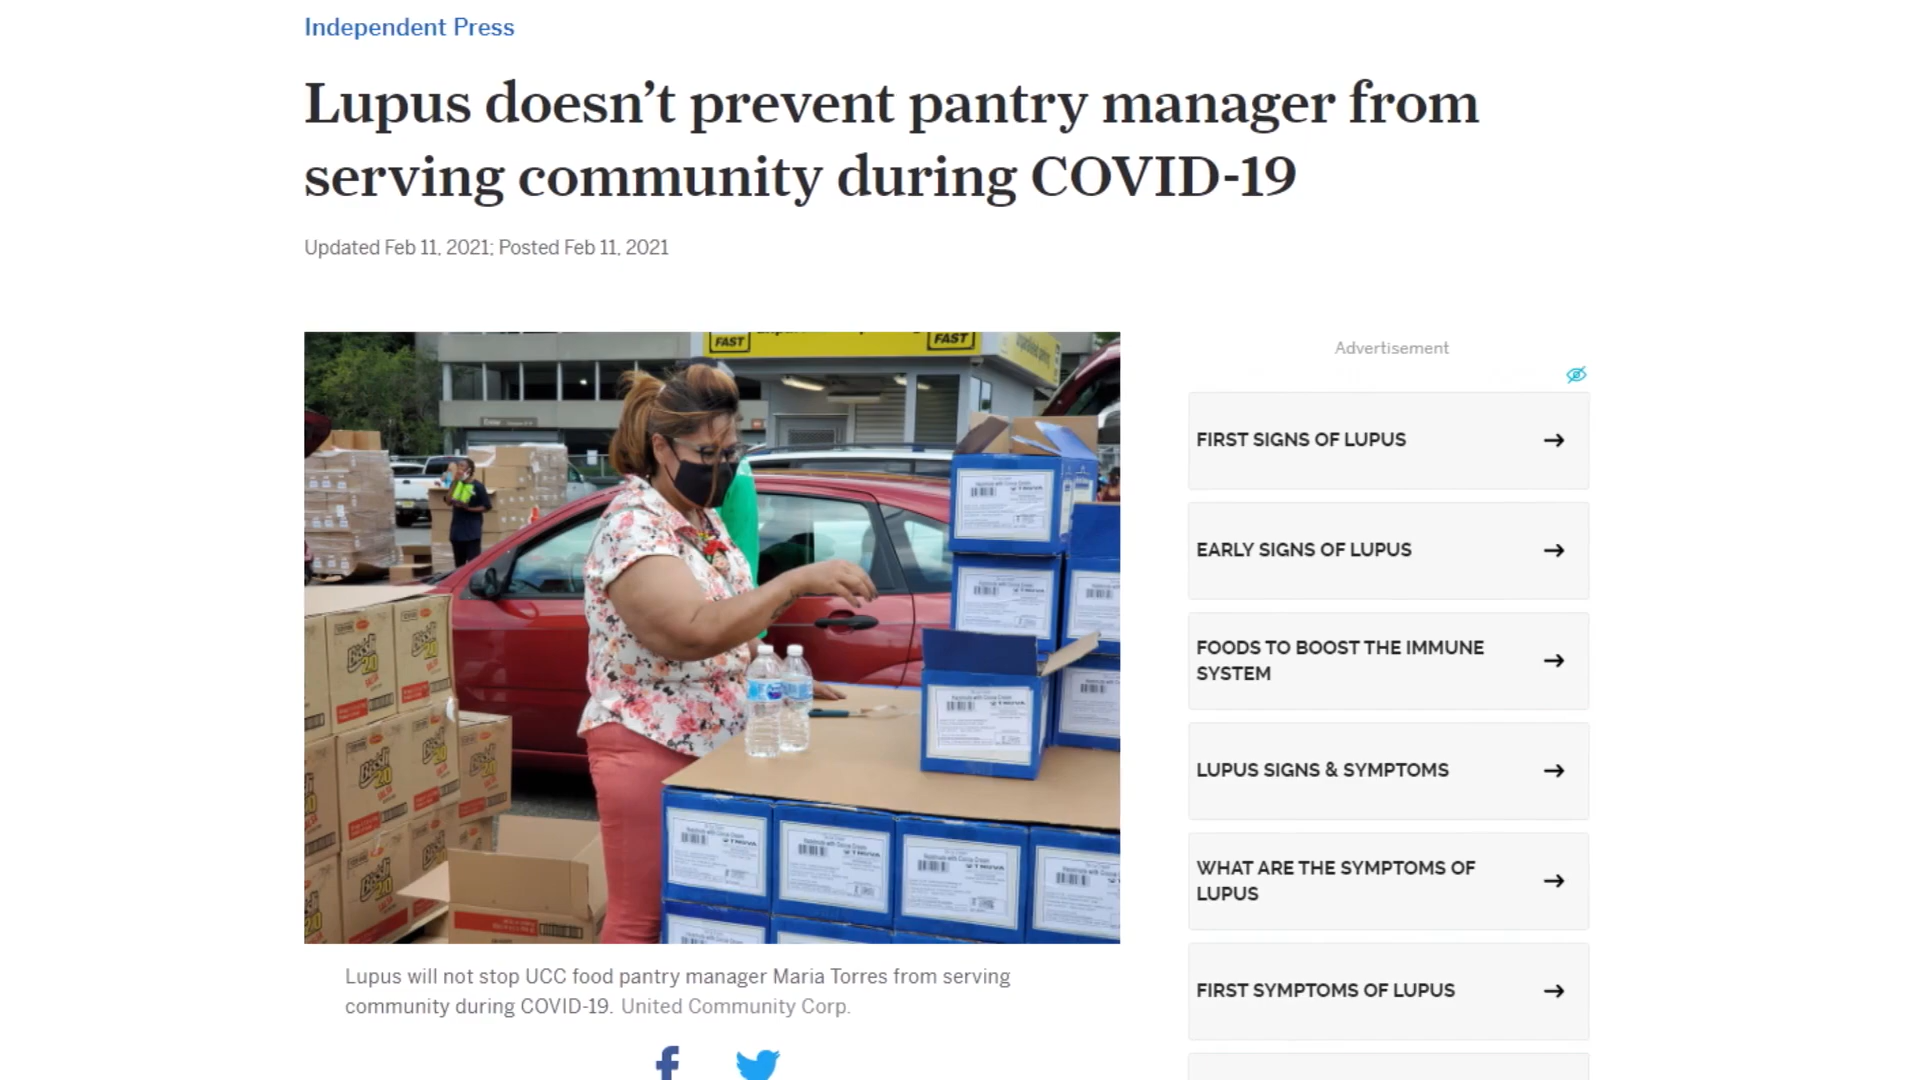 Independent Press
Lupus doesn’t prevent pantry manager from
serving community during COVID-19
Updated Feb 11, 2021; Posted Feb 11, 2021
Advertisement
FAST
FAST
FIRST SIGNS OF LUPUS
EARLY SIGNS OF LUPUS
FOODS TO BOOST THE IMMUNE
SYSTEM
LUPUS SIGNS & SYMPTOMS
WHAT ARE THE SYMPTOMS OF
LUPUS
FIRST SYMPTOMS OF LUPUS
Lupus will not stop UCC food pantry manager Maria Torres from serving
community during COVID-19. United Community Corp.